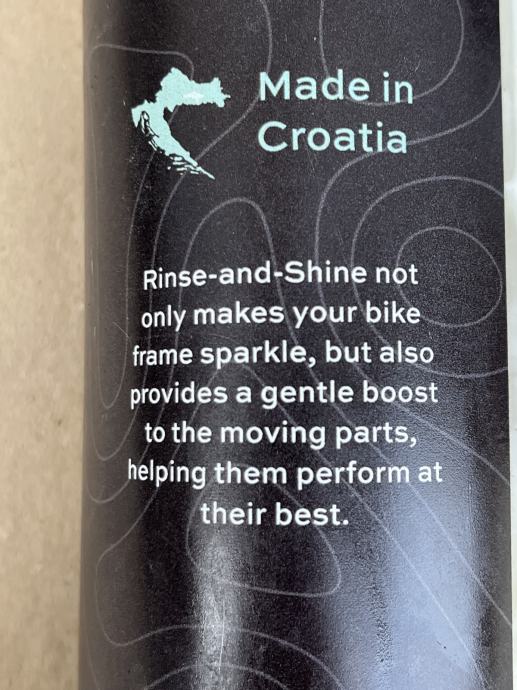 Made in
Croatia
Rinse-and-Shine not
only makes your bike
frame sparkle, but also
provides a gentle boost
to the moving parts,
helping them perform at
their best.